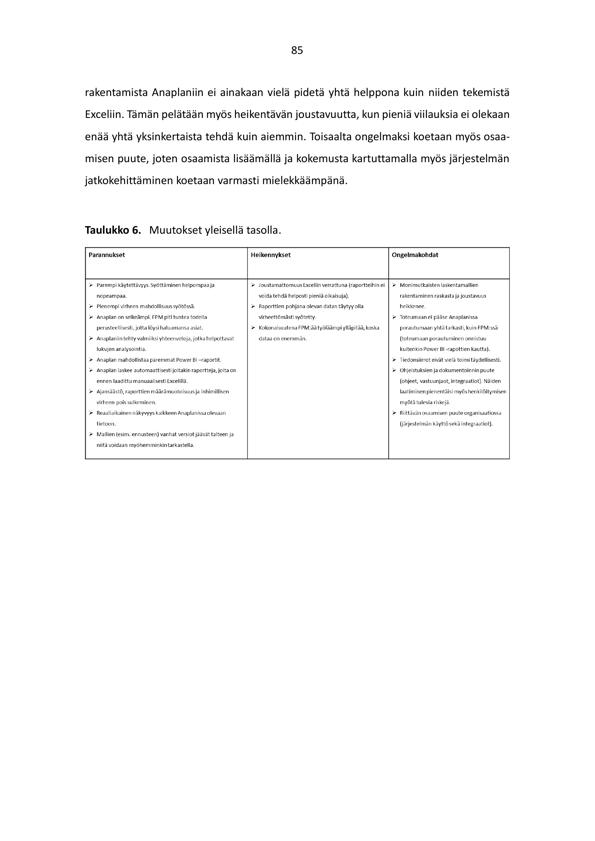 85
rakentamista Anaplaniin ei ainakaan vielä pidetä yhtä helppona kuin niiden tekemistä
Exceliin. Tämän pelätään myös heikentävän joustavuutta, kun pieniä viilauksia ei olekaan
enää yhtä yksinkertaista tehdä kuin aiemmin. Toisaalta ongelmaksi koetaan myös osaa-
misen puute, joten osaamista lisäämällä ja kokemusta kartuttamalla myös järjestelmän
jatkokehittäminen koetaan varmasti mielekkäämpänä.
Taulukko 6. Muutokset yleisellä tasolla.
Parannukset
➢ Parempi käytettävyys. Syöttäminen helpompaa ja
nopeampaa.
➢ Pienempi virheen mahdollisuus syötössä.
➢ Anaplan on selkeämpi. FPM piti tuntea todella
perusteellisesti, jotta löysi haluamansa asiat.
➢ Anaplaniin tehty valmiiksi yhteenvetoja, jotka helpottavat
lukujen analysointia.
➢ Anaplan mahdollistaa paremmat Power BI –raportit.
➢ Anaplan laskee automaattisesti joitakin raportteja, joita on
ennen laadittu manuaalisesti Excelillä.
➢ Ajansäästö, raporttien määrämuotoisuus ja inhimillisen
virheen pois sulkeminen.
➢ Reaaliaikainen näkyvyys kaikkeen Anaplanissa olevaan
tietoon.
➢ Mallien (esim. ennusteen) vanhat versiot jäävät talteen ja
niitä voidaan myöhemminkin tarkastella.
Heikennykset
➢ Joustamattomuus Exceliin verrattuna (raportteihin ei
voida tehdä helposti pieniä oikaisuja).
➢ Raporttien pohjana olevan datan täytyy olla
virheettömästi syötetty.
➢ Kokonaisuutena FPM:ää työläämpi ylläpitää, koska
dataa on enemmän.
Ongelmakohdat
➢ Monimutkaisten laskentamallien
rakentaminen raskasta ja joustavuus
heikkenee.
➢ Toteumaan ei pääse Anaplanissa
porautumaan yhtä tarkasti, kuin FPM:ssä
(toteumaan porautuminen onnistuu
kuitenkin Power BI -raporttien kautta).
➢ Tiedonsiirrot eivät vielä toimi täydellisesti.
➢ Ohjeistuksien ja dokumentoinnin puute
(ohjeet, vastuunjaot, integraatiot). Näiden
laatiminen pienentäisi myös henkilöitymisen
myötä tulevia riskejä.
➢ Riittävän osaamisen puute organisaatiossa
(järjestelmän käyttö sekä integraatiot).